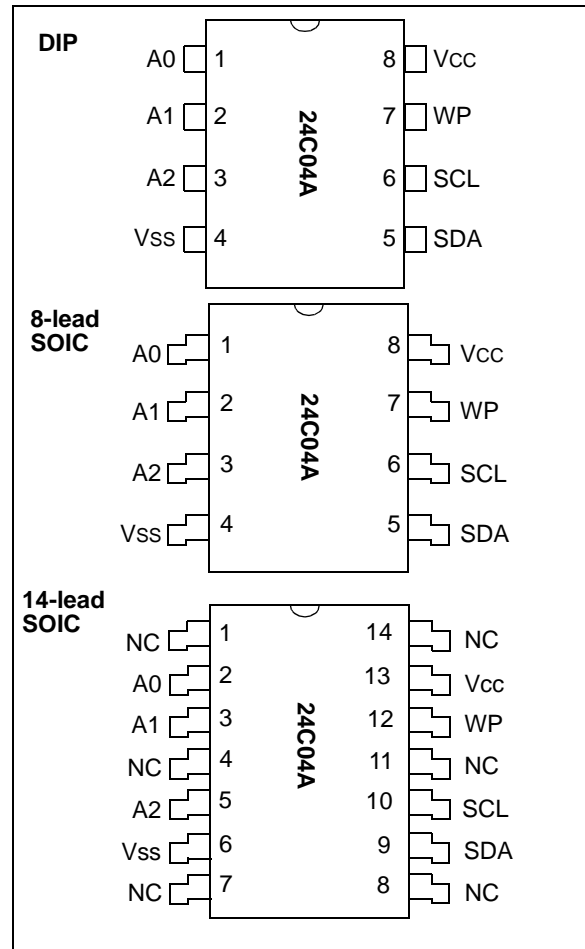 DIP
A0 1 8 VCC
A1 2 7 WP
24C04A
A2 3 6 SCL
VSS 4 5 SDA
8-lead
SOIC
A0 1 8 VCC
A1 2 7 WP
24C04A
A2 3 6 SCL
VSS 4 5 SDA
14-lead
SOIC
NC 1 14 NC
A0 2 13 Vcc
A1 3 12 WP
24C04A
NC 4 11 NC
A2 5 10 SCL
Vss 6 9 SDA
NC 7 8 NC